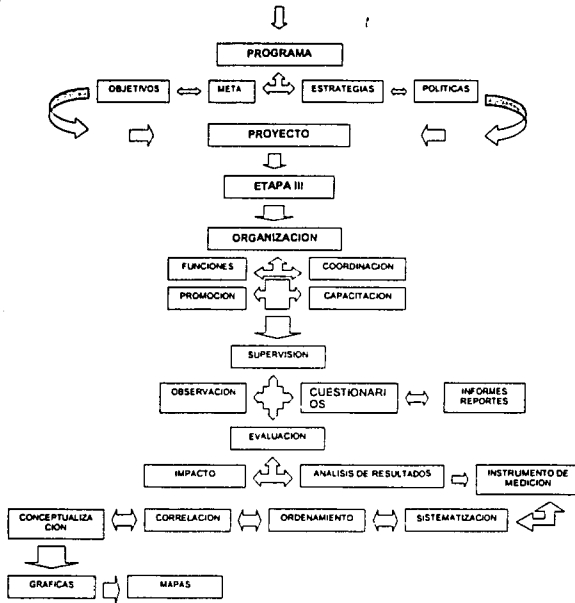 PROGRAMA
OBJETIVOS
META
ESTRATEGIAS
POLITICAS
PROYECTO
ETAPA III
ORGANIZACION
FUNCIONES
COORDINACION
PROMOCION
CAPACITACION
SUPERVISION
OBSERVACION
CUESTIONARI
OS
INFORMES
REPORTES
EVALUACION
IMPACTO
ANALISIS DE RESULTADOS
INSTRUMENTO DE
MEDICION
CONCEPTUALIZA
CION
CORRELACION
ORDENAMIENTO
SISTEMATIZACION
GRAFICAS
MAPAS